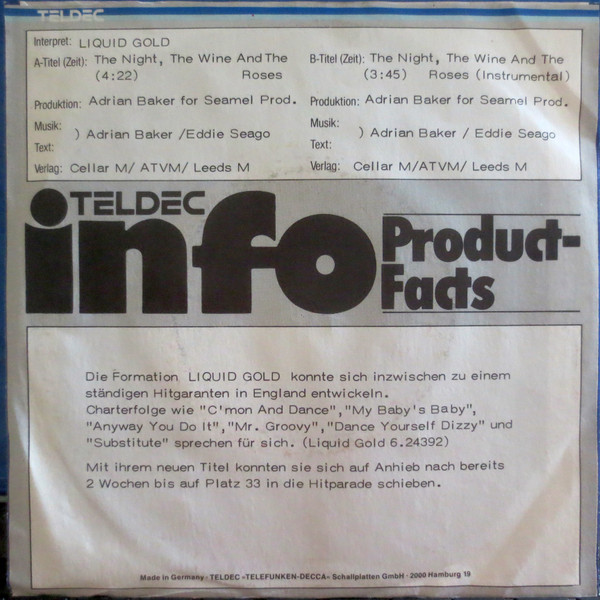 TELDEC
Interpret: LIQUID GOLD
A-Titel (Zeit): The Night, The Wine And The Roses (4:22)
B-Titel (Zeit): The Night, The Wine And The Roses (Instrumental) (3:45)
Produktion: Adrian Baker for Seamel Prod.
Produktion: Adrian Baker for Seamel Prod.
Musik:
Text: ) Adrian Baker /Eddie Seago
Musik:
Text: ) Adrian Baker / Eddie Seago
Verlag: Cellar M/ ATVM/ Leeds M
Verlag: Cellar M/ATVM/ Leeds M
TELDEC
info
Product-
Facts
Die Formation LIQUID GOLD konnte sich inzwischen zu einem
ständigen Hitgaranten in England entwickeln.
Charterfolge wie "C'mon And Dance","My Baby's Baby",
"Anyway You Do It","Mr. Groovy","Dance Yourself Dizzy" und
"Substitute" sprechen für sich. (Liquid Gold 6.24392)
Mit ihrem neuen Titel konnten sie sich auf Anhieb nach bereits
2 Wochen bis auf Platz 33 in die Hitparade schieben.
Made in Germany · TELDEC »TELEFUNKEN-DECCA« Schallplatten GmbH · 2000 Hamburg 19